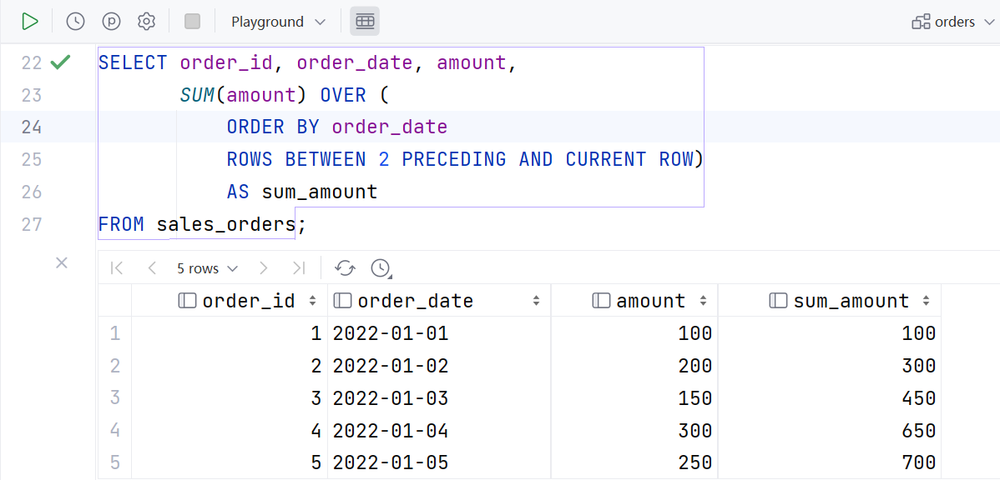 Playground orders
22 SELECT order_id, order_date, amount,
23 SUM(amount) OVER (
24 ORDER BY order_date
25 ROWS BETWEEN 2 PRECEDING AND CURRENT ROW)
26 AS sum_amount
27 FROM sales_orders;
5 rows
order_id order_date amount sum_amount
1 1 2022-01-01 100 100
2 2 2022-01-02 200 300
3 3 2022-01-03 150 450
4 4 2022-01-04 300 650
5 5 2022-01-05 250 700